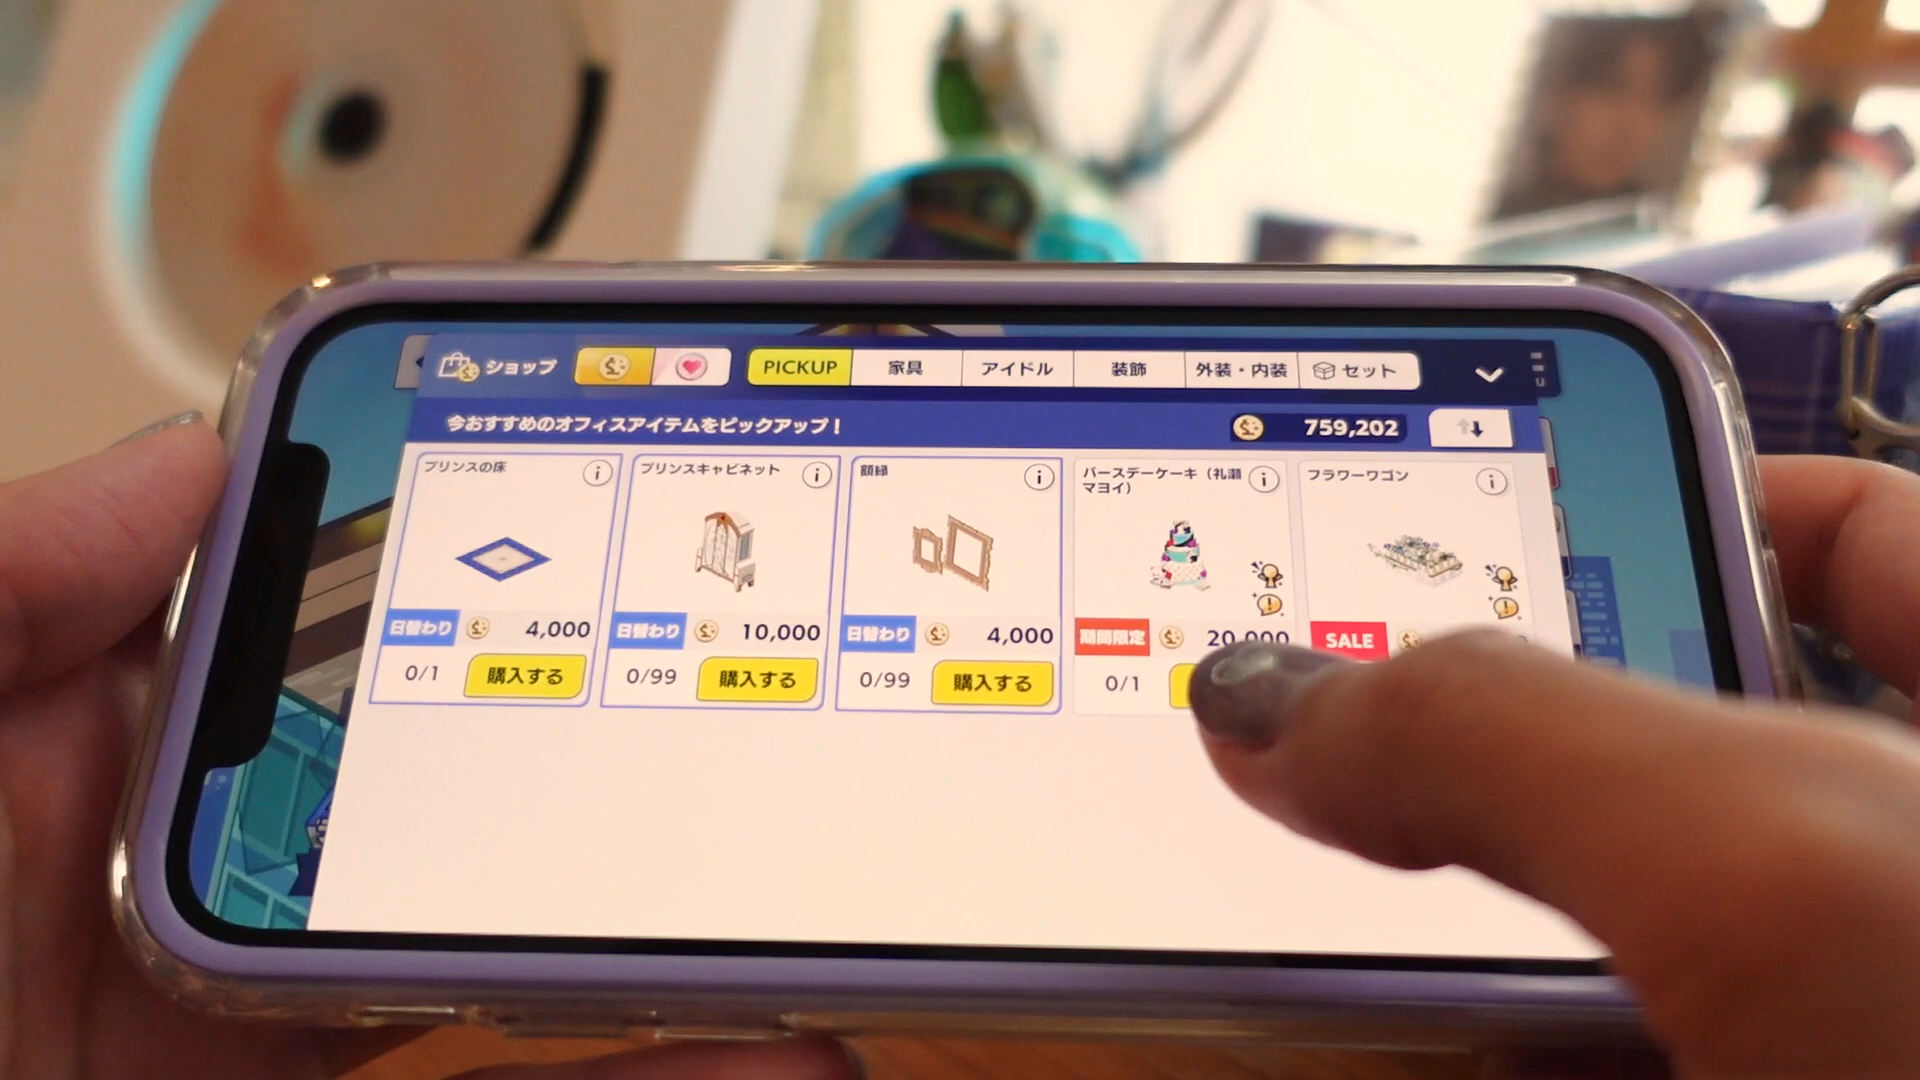 ショップ
PICKUP
家具
アイドル
装飾
外装・内装
セット
今おすすめのオフィスアイテムをピックアップ!
759,202
プリンスの床
プリンスキャビネット
額縁
バースデーケーキ（礼瀬
マヨイ）
フラワーワゴン
日替わり
4,000
日替わり
10,000
日替わり
4,000
期間限定
20,000
SALE
0/1
購入する
0/99
購入する
0/99
購入する
0/1